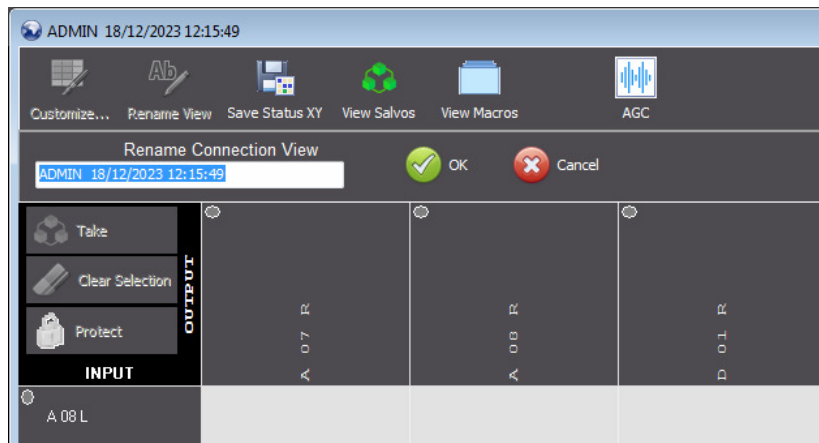 ADMIN 18/12/2023 12:15:49
Customize... Rename View Save Status XY View Salvos View Macros AGC
Rename Connection View
ADMIN 18/12/2023 12:15:49 OK Cancel
Take
Clear Selection
Protect
OUTPUT
INPUT
A 07 R
A 08 R
D 01 R
A 08 L